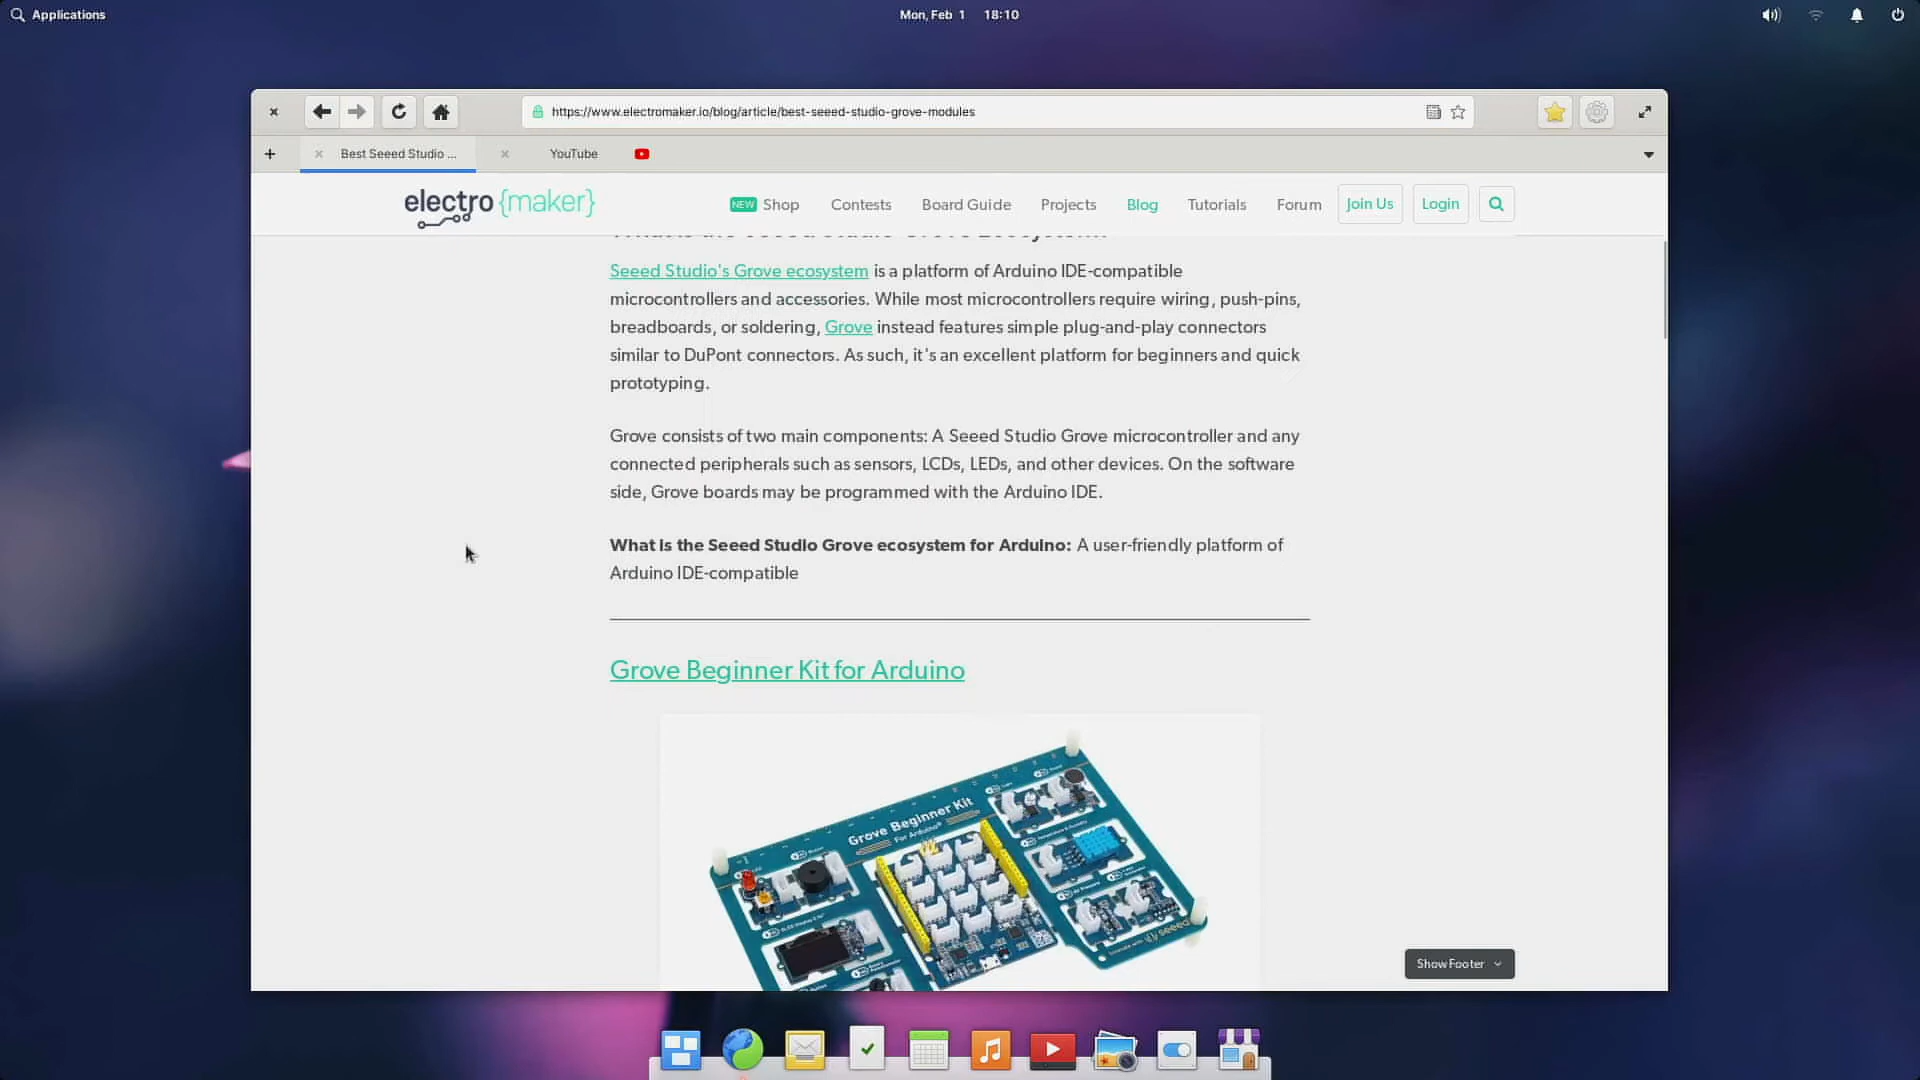 Applications
Mon, Feb 1 18:10
https://www.electromaker.io/blog/article/best-seeed-studio-grove-modules
Best Seeed Studio ...
YouTube
electro {maker}
NEW Shop
Contests
Board Guide
Projects
Blog
Tutorials
Forum
Join Us
Login
Seeed Studio's Grove ecosystem is a platform of Arduino IDE-compatible
microcontrollers and accessories. While most microcontrollers require wiring, push-pins,
breadboards, or soldering, Grove instead features simple plug-and-play connectors
similar to DuPont connectors. As such, it's an excellent platform for beginners and quick
prototyping.
Grove consists of two main components: A Seeed Studio Grove microcontroller and any
connected peripherals such as sensors, LCDs, LEDs, and other devices. On the software
side, Grove boards may be programmed with the Arduino IDE.
What is the Seeed Studio Grove ecosystem for Arduino: A user-friendly platform of
Arduino IDE-compatible
Grove Beginner Kit for Arduino
Grove Beginner Kit
For Arduino
seeed
Show Footer